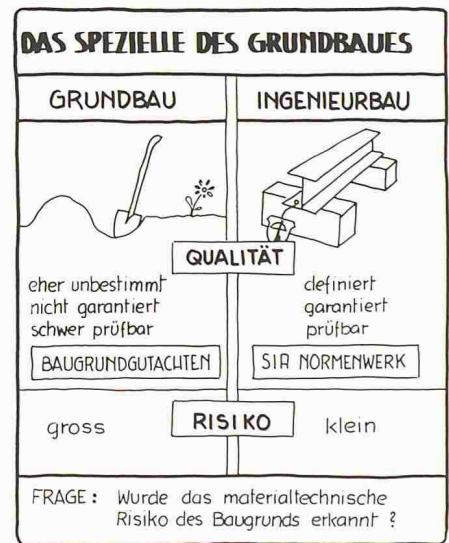 DAS SPEZIELLE DES GRUNDBAUES
GRUNDBAU
INGENIEURBAU
QUALITÄT
eher unbestimmt
nicht garantiert
schwer prüfbar
definiert
garantiert
prüfbar
BAUGRUNDGUTACHTEN
SIA NORMENWERK
gross
RISIKO
klein
FRAGE: Wurde das materialtechnische
Risiko des Baugrunds erkannt ?